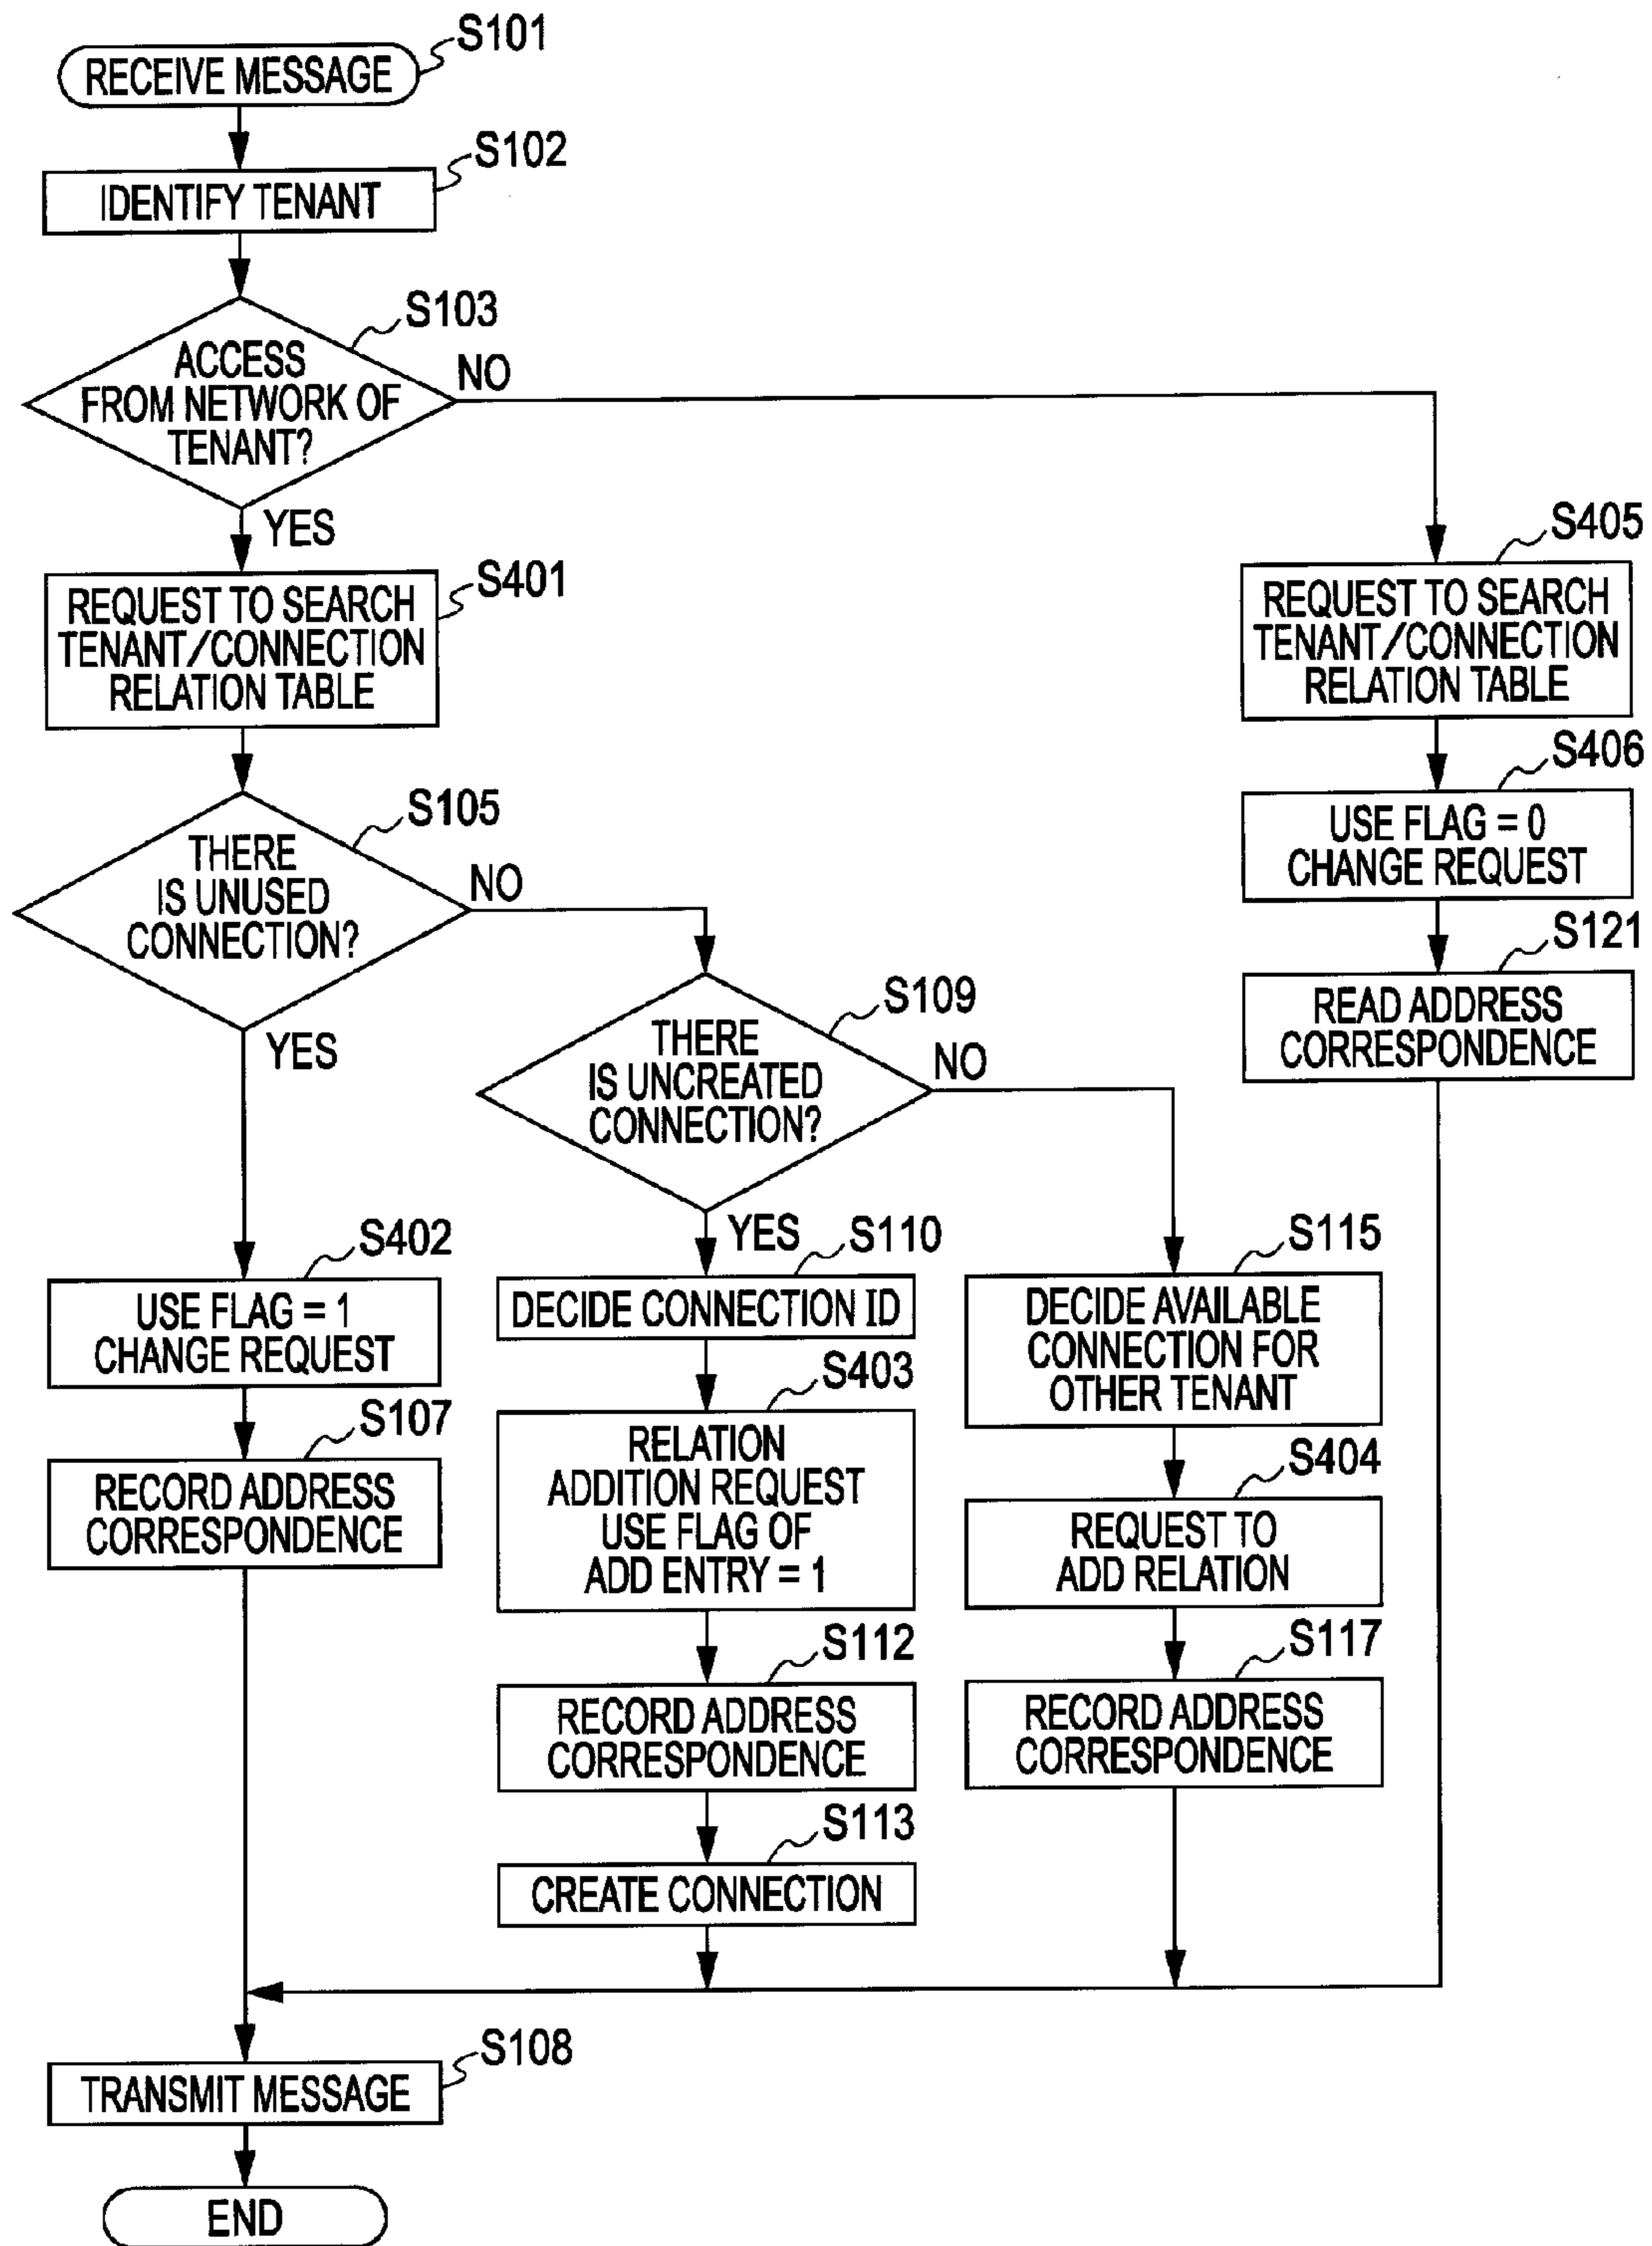 S101
RECEIVE MESSAGE
S102
IDENTIFY TENANT
S103
ACCESS
FROM NETWORK OF
TENANT?
NO
YES
S401
REQUEST TO SEARCH
TENANT/CONNECTION
RELATION TABLE
S405
REQUEST TO SEARCH
TENANT/CONNECTION
RELATION TABLE
S406
USE FLAG = 0
CHANGE REQUEST
S121
READ ADDRESS
CORRESPONDENCE
S105
THERE
IS UNUSED
CONNECTION?
NO
YES
S109
THERE
IS UNCREATED
CONNECTION?
NO
YES
S402
USE FLAG = 1
CHANGE REQUEST
S107
RECORD ADDRESS
CORRESPONDENCE
S110
DECIDE CONNECTION ID
S403
RELATION
ADDITION REQUEST
USE FLAG OF
ADD ENTRY = 1
S112
RECORD ADDRESS
CORRESPONDENCE
S113
CREATE CONNECTION
S115
DECIDE AVAILABLE
CONNECTION FOR
OTHER TENANT
S404
REQUEST TO
ADD RELATION
S117
RECORD ADDRESS
CORRESPONDENCE
S108
TRANSMIT MESSAGE
END